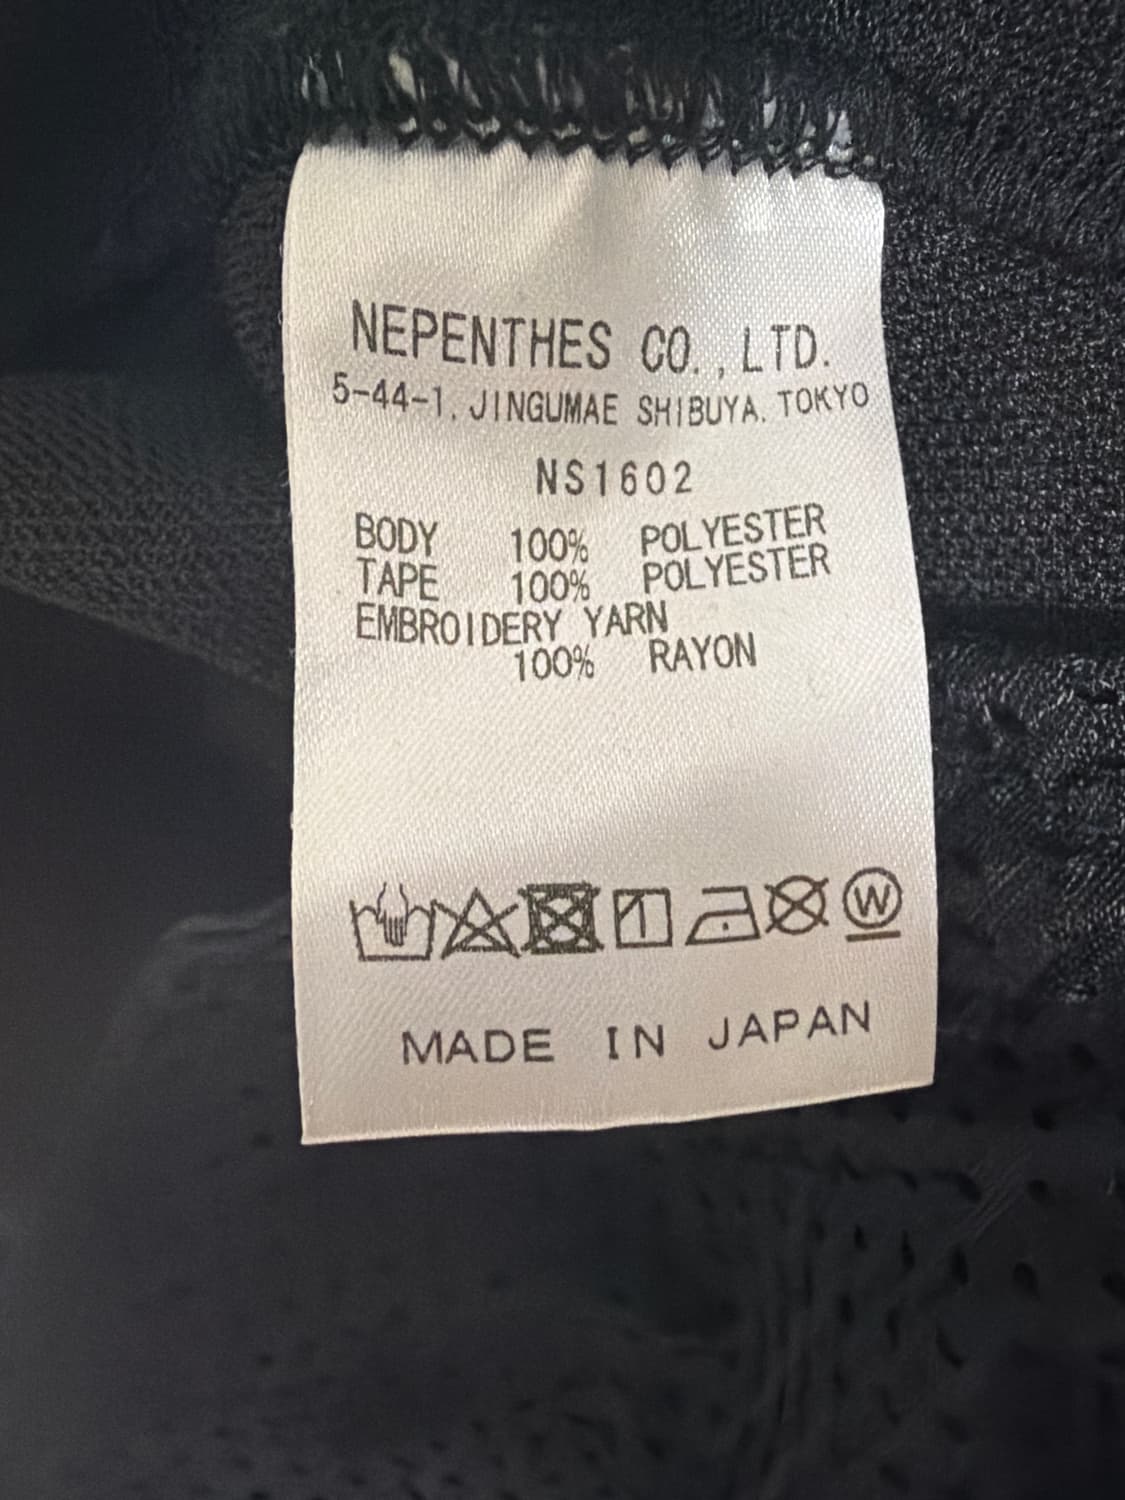 NEPENTHES CO., LTD.
5-44-1, JINGUMAE SHIBUYA. TOKYO
NS1602
BODY 100% POLYESTER
TAPE 100% POLYESTER
EMBROIDERY YARN
100% RAYON
W
MADE IN JAPAN